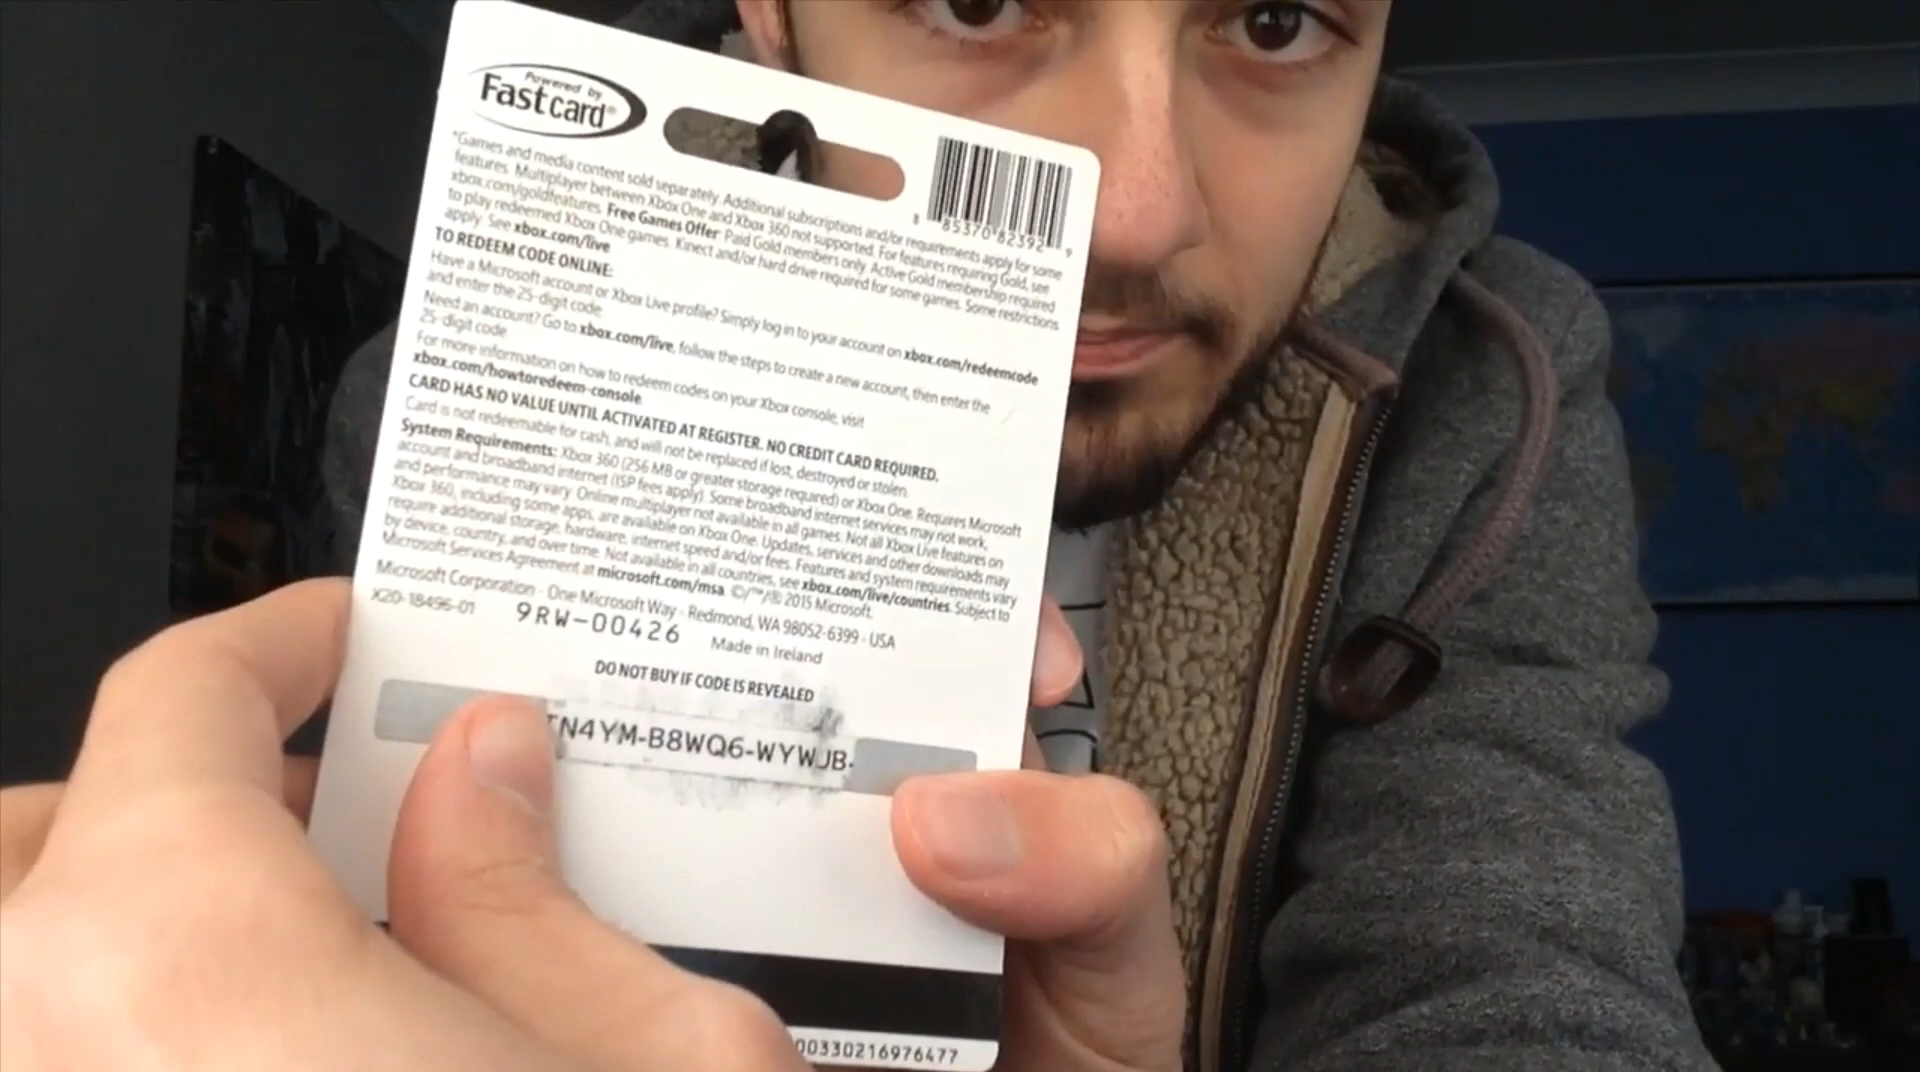 Powered by
Fastcard®
8 85370 82392 9
*Games and media content sold separately. Additional subscriptions and/or requirements apply for some
features. Multiplayer between Xbox One and Xbox 360 not supported. For features requiring Gold, see
xbox.com/goldfeatures. Free Games Offer: Paid Gold members only. Active Gold membership required
to play redeemed Xbox One games. Kinect and/or hard drive required for some games. Some restrictions
apply. See xbox.com/live
TO REDEEM CODE ONLINE:
Have a Microsoft account or Xbox Live profile? Simply log in to your account on xbox.com/redeemcode
and enter the 25-digit code
Need an account? Go to xbox.com/live, follow the steps to create a new account, then enter the
25-digit code
For more information on how to redeem codes on your Xbox console, visit
xbox.com/howtoredeem-console
CARD HAS NO VALUE UNTIL ACTIVATED AT REGISTER. NO CREDIT CARD REQUIRED.
Card is not redeemable for cash, and will not be replaced if lost, destroyed or stolen.
System Requirements: Xbox 360 (256 MB or greater storage required) or Xbox One. Requires Microsoft
account and broadband internet (ISP fees apply). Some broadband internet services may not work,
and performance may vary. Online multiplayer not available in all games. Not all Xbox Live features on
Xbox 360, including some apps, are available on Xbox One. Updates, services and other downloads may
require additional storage, hardware, internet speed and/or fees. Features and system requirements vary
by device, country, and over time. Not available in all countries, see xbox.com/live/countries. Subject to
Microsoft Services Agreement at microsoft.com/msa. ©/™/® 2015 Microsoft.
Microsoft Corporation - One Microsoft Way - Redmond, WA 98052-6399 - USA
X20-18496-01 9RW-00426 Made in Ireland
DO NOT BUY IF CODE IS REVEALED
N4YM-B8WQ6-WYWJB-
00330216976477